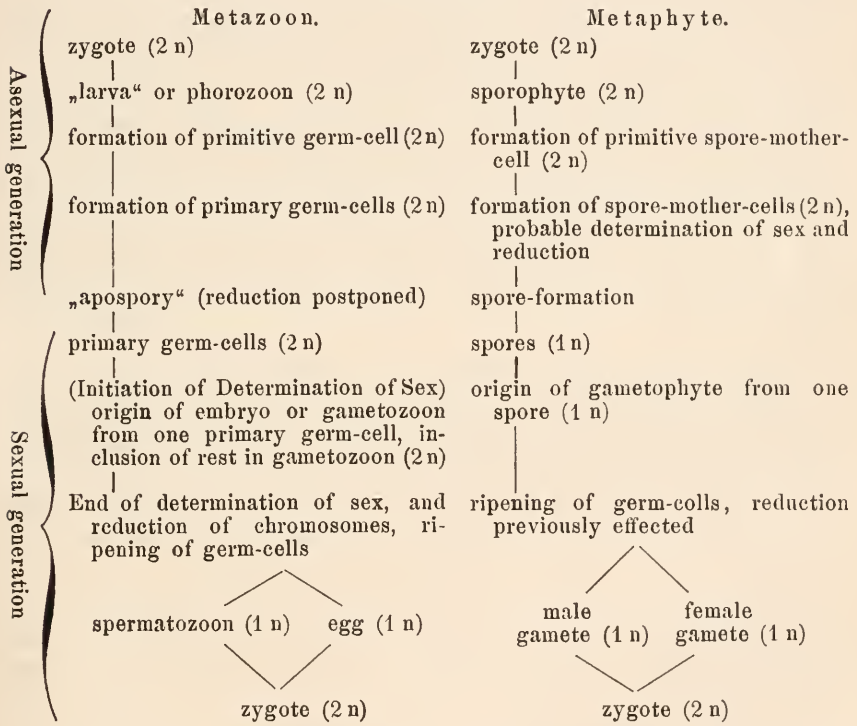 Metazoon.
zygote (2 n)
„larva“ or phorozoon (2 n)
formation of primitive germ-cell (2 n)
formation of primary germ-cells (2 n)
„apospory“ (reduction postponed)
primary germ-cells (2 n)
(Initiation of Determination of Sex)
origin of embryo or gametozoon
from one primary germ-cell, in-
clusion of rest in gametozoon (2 n)
End of determination of sex, and
reduction of chromosomes, ri-
pening of germ-cells
spermatozoon (1 n) egg (1 n)
zygote (2 n)
Metaphyte.
zygote (2 n)
sporophyte (2 n)
formation of primitive spore-mother-
cell (2 n)
formation of spore-mother-cells (2 n),
probable determination of sex and
reduction
spore-formation
spores (1 n)
origin of gametophyte from one
spore (1 n)
ripening of germ-colls, reduction
previously effected
male female
gamete (1 n) gamete (1 n)
zygote (2 n)
Asexual generation
Sexual generation